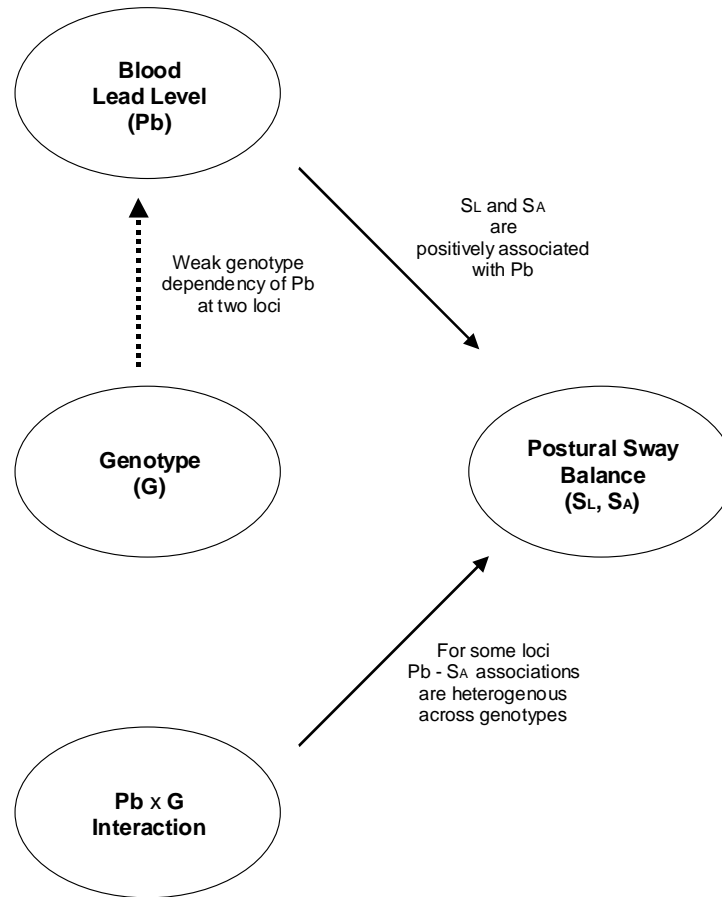 Blood
Lead Level
(Pb)
SL and SA
are
positively associated
with Pb
Weak genotype
dependency of Pb
at two loci
Genotype
(G)
Postural Sway
Balance
(SL, SA)
For some loci
Pb - SA associations
are heterogenous
across genotypes
Pb x G
Interaction